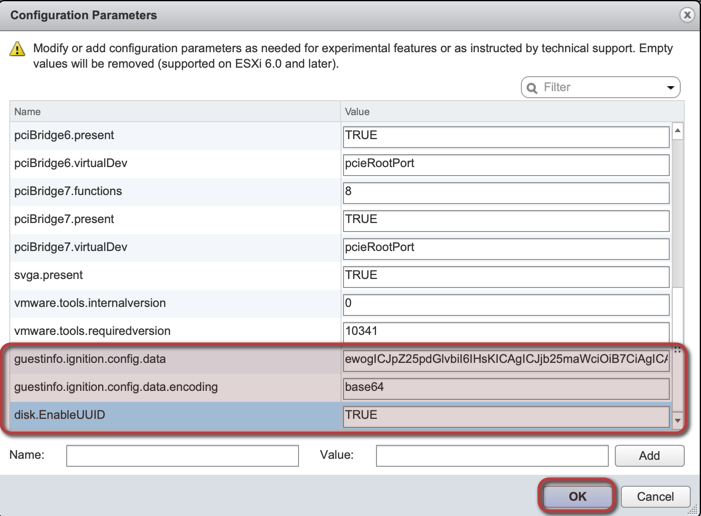 Configuration Parameters
Modify or add configuration parameters as needed for experimental features or as instructed by technical support. Empty
values will be removed (supported on ESXi 6.0 and later).
Filter
Name Value
pciBridge6.present TRUE
pciBridge6.virtualDev pcieRootPort
pciBridge7.functions 8
pciBridge7.present TRUE
pciBridge7.virtualDev pcieRootPort
svga.present TRUE
vmware.tools.internalversion 0
vmware.tools.requiredversion 10341
guestinfo.ignition.config.data
guestinfo.ignition.config.data.encoding base64
disk.EnableUUID TRUE
Name: Value: Add
OK Cancel